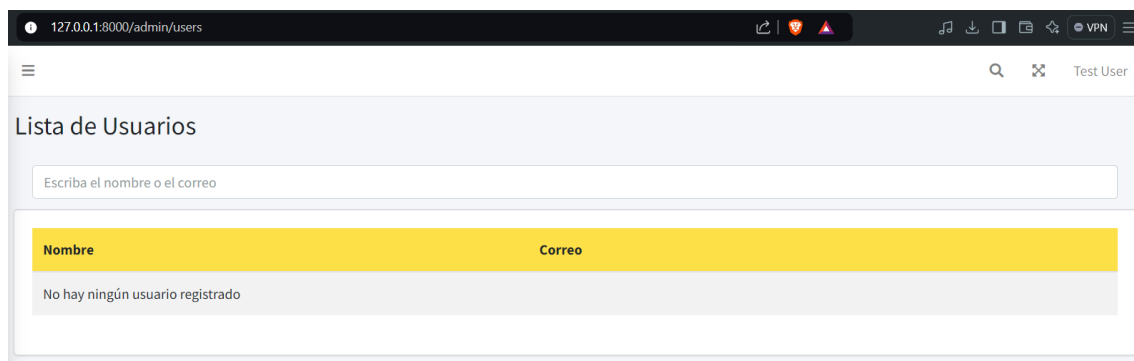 127.0.0.1:8000/admin/users
VPN
Test User
Lista de Usuarios
Escriba el nombre o el correo
Nombre Correo
No hay ningún usuario registrado